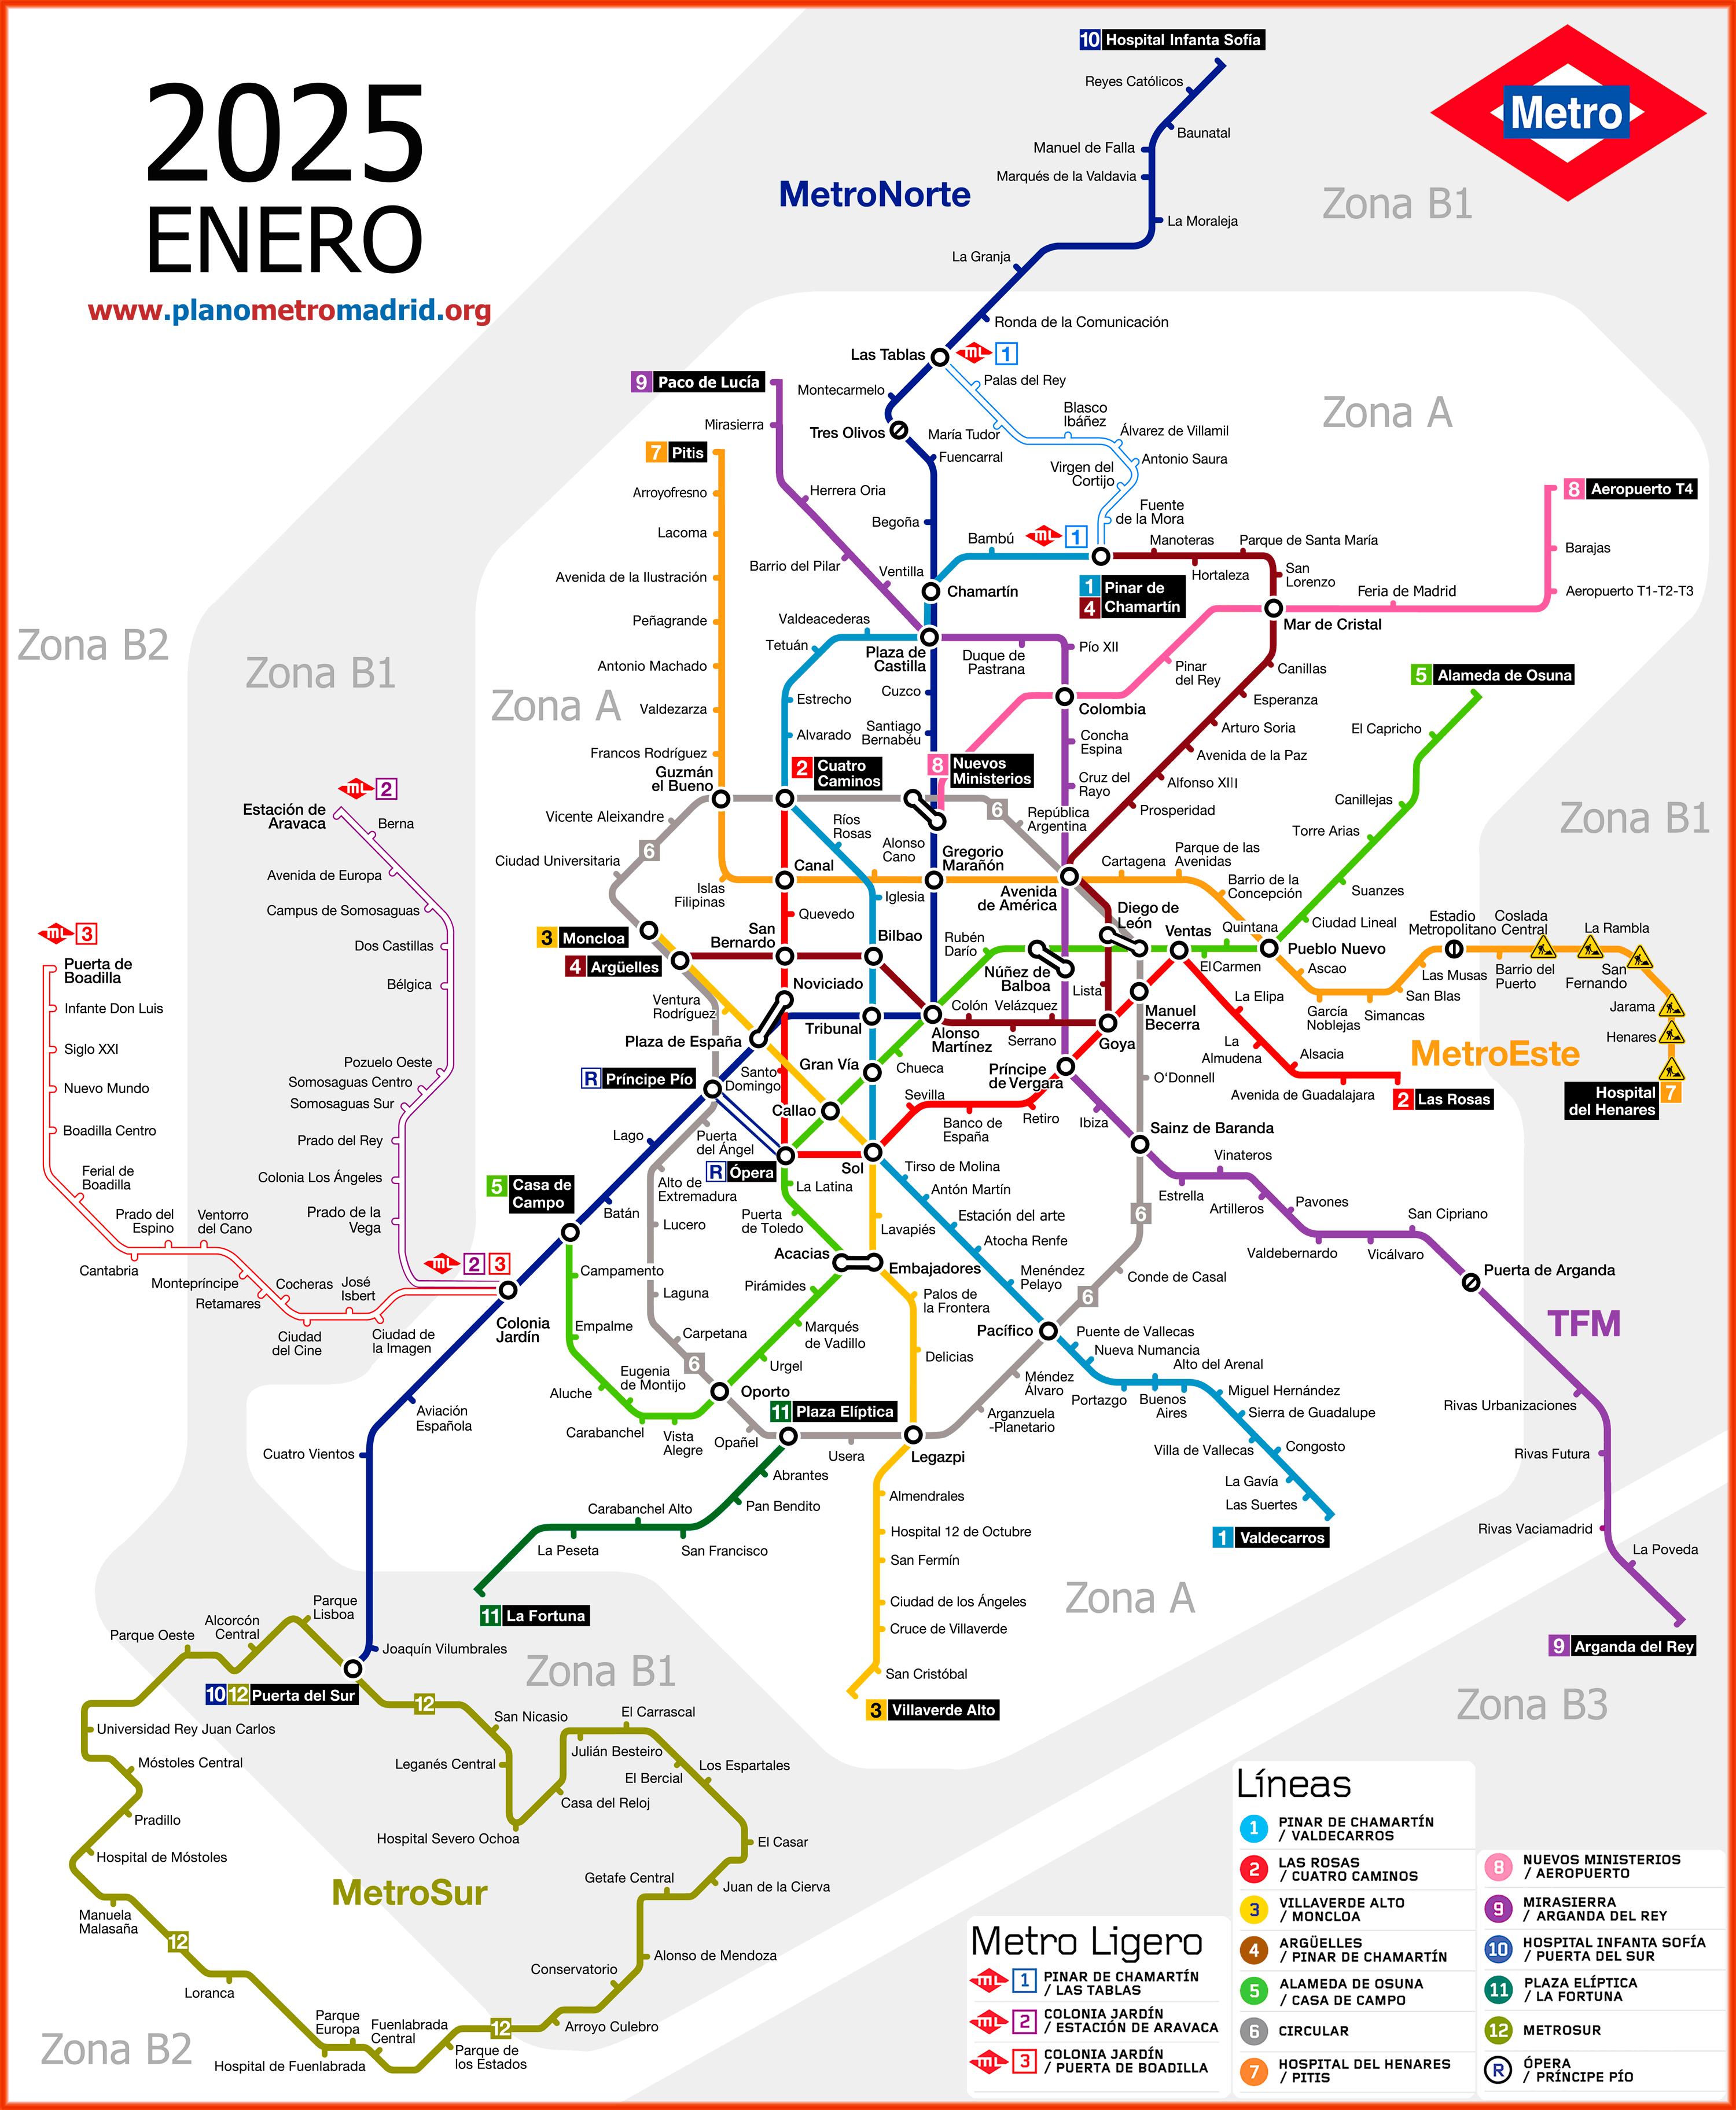 2025
ENERO
www.planometromadrid.org
Metro
10 Hospital Infanta Sofía
Reyes Católicos
Baunatal
Manuel de Falla
Marqués de la Valdavia
MetroNorte
Zona B1
La Moraleja
La Granja
Ronda de la Comunicación
Las Tablas
mL 1
Palas del Rey
9 Paco de Lucía
Montecarmelo
Zona A
Blasco
Ibáñez
Mirasierra
Tres Olivos
María Tudor
Álvarez de Villamil
7 Pitis
Fuencarral
Antonio Saura
Virgen del
Cortijo
Arroyofresno
Herrera Oria
8 Aeropuerto T4
Fuente
de la Mora
Begoña
Lacoma
Bambú
mL 1
Manoteras
Parque de Santa María
Barajas
Barrio del Pilar
Ventilla
Avenida de la Ilustración
Hortaleza
San
Lorenzo
Chamartín
1 Pinar de
4 Chamartín
Feria de Madrid
Aeropuerto T1-T2-T3
Peñagrande
Valdeacederas
Mar de Cristal
Zona B2
Tetuán
Plaza de
Castilla
Duque de
Pastrana
Pío XII
Zona B1
Antonio Machado
Pinar
del Rey
Canillas
5 Alameda de Osuna
Zona A
Cuzco
Estrecho
Valdezarza
Colombia
Esperanza
Santiago
Bernabéu
Alvarado
Concha
Espina
Arturo Soria
El Capricho
Francos Rodríguez
Avenida de la Paz
Guzmán
el Bueno
2 Cuatro
Caminos
8 Nuevos
Ministerios
Cruz del
Rayo
Alfonso XIII
mL 2
Estación de
Aravaca
Berna
Vicente Aleixandre
Ríos
Rosas
6
República
Argentina
Prosperidad
Canillejas
Zona B1
Torre Arias
6
Alonso
Cano
Gregorio
Marañón
Ciudad Universitaria
Canal
Cartagena
Parque de las
Avenidas
Avenida de Europa
Islas
Filipinas
Iglesia
Avenida
de América
Barrio de la
Concepción
Suanzes
Campus de Somosaguas
Quevedo
Diego de
León
Ciudad Lineal
mL 3
Dos Castillas
3 Moncloa
San
Bernardo
Bilbao
Rubén
Darío
Ventas
Quintana
Pueblo Nuevo
Estadio
Metropolitano
Coslada
Central
La Rambla
Puerta de
Boadilla
4 Argüelles
Bélgica
Noviciado
Núñez de
Balboa
El Carmen
Ascao
Las Musas
Barrio del
Puerto
San
Fernando
Infante Don Luis
Ventura
Rodríguez
Lista
La Elipa
San Blas
Jarama
Colón
Velázquez
Manuel
Becerra
García
Noblejas
Simancas
Plaza de España
Tribunal
Alonso
Martínez
Serrano
Goya
La
Almudena
Henares
Siglo XXI
Alsacia
MetroEste
Pozuelo Oeste
Gran Vía
Chueca
Príncipe
de Vergara
O'Donnell
Somosaguas Centro
R Príncipe Pío
Santo
Domingo
Avenida de Guadalajara
2 Las Rosas
Hospital
del Henares 7
Nuevo Mundo
Somosaguas Sur
Callao
Sevilla
Banco de
España
Retiro
Ibiza
Boadilla Centro
Prado del Rey
Lago
Puerta
del Ángel
Sainz de Baranda
Ferial de
Boadilla
Colonia Los Ángeles
5 Casa de
Campo
R Ópera
Sol
Tirso de Molina
Vinateros
Alto de
Extremadura
La Latina
Antón Martín
Estrella
Pavones
Prado del
Espino
Ventorro
del Cano
Prado de la
Vega
Batán
Lucero
Puerta
de Toledo
Lavapiés
Estación del arte
6
Artilleros
San Cipriano
Atocha Renfe
Valdebernardo
Vicálvaro
Cantabria
mL 2 3
Campamento
Acacias
Embajadores
Puerta de Arganda
Montepríncipe
Cocheras
José
Isbert
Retamares
Laguna
Pirámides
Palos de
la Frontera
Menéndez
Pelayo
Conde de Casal
6
Ciudad
del Cine
Ciudad de
la Imagen
Colonia
Jardín
Empalme
Carpetana
Marqués
de Vadillo
Pacífico
Puente de Vallecas
TFM
Nueva Numancia
Delicias
Alto del Arenal
6
Urgel
Eugenia
de Montijo
Aluche
Oporto
Méndez
Álvaro
Portazgo
Buenos
Aires
Miguel Hernández
Aviación
Española
11 Plaza Elíptica
Arganzuela
-Planetario
Sierra de Guadalupe
Rivas Urbanizaciones
Carabanchel
Vista
Alegre
Opañel
Usera
Legazpi
Villa de Vallecas
Congosto
Cuatro Vientos
Abrantes
La Gavía
Rivas Futura
Pan Bendito
Almendrales
Las Suertes
Carabanchel Alto
Hospital 12 de Octubre
1 Valdecarros
Rivas Vaciamadrid
La Peseta
San Francisco
San Fermín
La Poveda
11 La Fortuna
Ciudad de los Ángeles
Zona A
Parque
Lisboa
Alcorcón
Central
Cruce de Villaverde
Parque Oeste
Joaquín Vilumbrales
9 Arganda del Rey
Zona B1
San Cristóbal
10 12 Puerta del Sur
3 Villaverde Alto
Zona B3
12
San Nicasio
El Carrascal
Universidad Rey Juan Carlos
Julián Besteiro
Leganés Central
Los Espartales
Móstoles Central
El Bercial
Casa del Reloj
Pradillo
Hospital Severo Ochoa
El Casar
Hospital de Móstoles
Getafe Central
MetroSur
Juan de la Cierva
Manuela
Malasaña
12
Alonso de Mendoza
Conservatorio
Loranca
Parque
Europa
Fuenlabrada
Central
12
Arroyo Culebro
Zona B2
Hospital de Fuenlabrada
Parque de
los Estados
Metro Ligero
mL 1 PINAR DE CHAMARTÍN
/ LAS TABLAS
mL 2 COLONIA JARDÍN
/ ESTACIÓN DE ARAVACA
mL 3 COLONIA JARDÍN
/ PUERTA DE BOADILLA
Líneas
1 PINAR DE CHAMARTÍN
/ VALDECARROS
2 LAS ROSAS
/ CUATRO CAMINOS
3 VILLAVERDE ALTO
/ MONCLOA
4 ARGÜELLES
/ PINAR DE CHAMARTÍN
5 ALAMEDA DE OSUNA
/ CASA DE CAMPO
6 CIRCULAR
7 HOSPITAL DEL HENARES
/ PITIS
8 NUEVOS MINISTERIOS
/ AEROPUERTO
9 MIRASIERRA
/ ARGANDA DEL REY
10 HOSPITAL INFANTA SOFÍA
/ PUERTA DEL SUR
11 PLAZA ELÍPTICA
/ LA FORTUNA
12 METROSUR
R ÓPERA
/ PRÍNCIPE PÍO